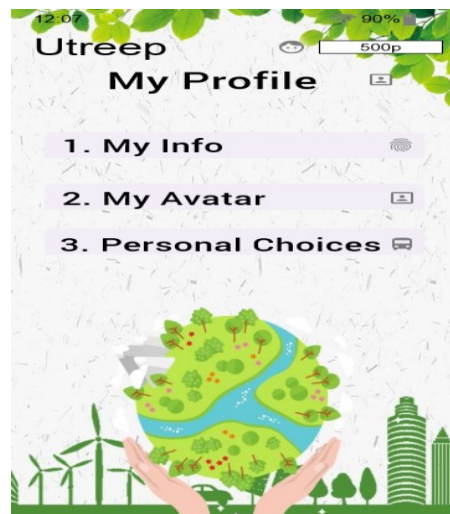 12:07 90%
Utreep 500p
My Profile
1. My Info
2. My Avatar
3. Personal Choices